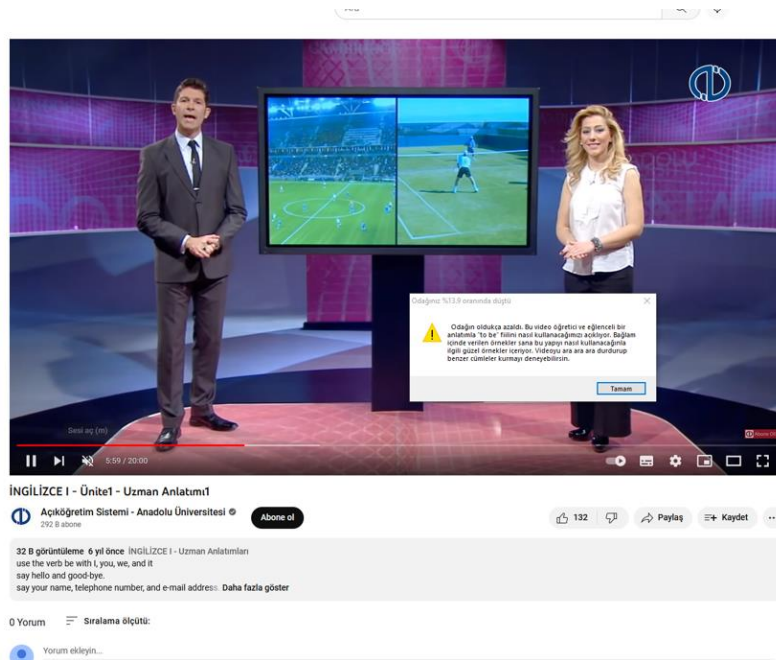 Ara
Odağınız %13,9 oranında düştü
Odağın oldukça azaldı. Bu video öğretici ve eğlenceli bir
anlatımla "to be" fiilini nasıl kullanacağımızı açıklıyor. Bağlam
içinde verilen örnekler sana bu yapıyı nasıl kullanacağınla
ilgili güzel örnekler içeriyor. Videoyu ara ara ara durdurup
benzer cümleler kurmayı deneyebilirsin.
Tamam
Sesi aç (m)
5:59 / 20:00
İNGİLİZCE I - Ünite1 - Uzman Anlatımı1
Açıköğretim Sistemi - Anadolu Üniversitesi
292 B abone
Abone ol
132
Paylaş
Kaydet
32 B görüntüleme 6 yıl önce İNGİLİZCE I - Uzman Anlatımları
use the verb be with I, you, we, and it
say hello and good-bye.
say your name, telephone number, and e-mail address. Daha fazla göster
0 Yorum
Sıralama ölçütü:
Yorum ekleyin...